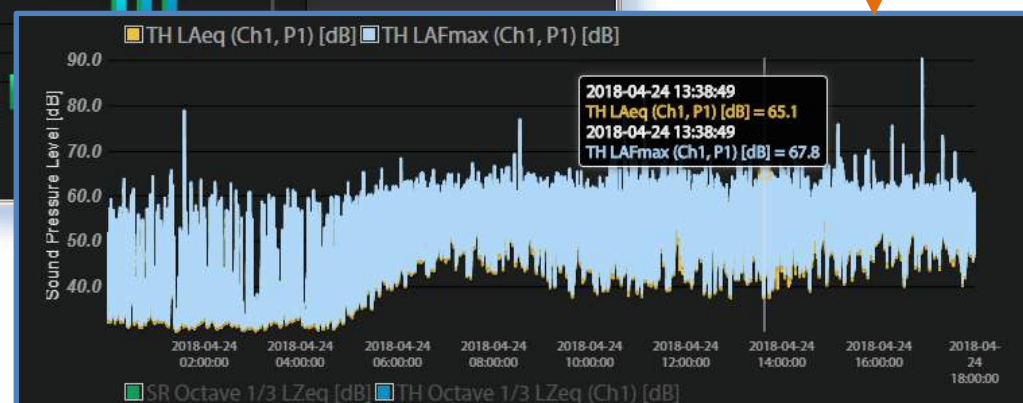 TH LAeq (Ch1, P1) [dB] TH LAFmax (Ch1, P1) [dB]
Sound Pressure Level [dB]
90.0
80.0
70.0
60.0
50.0
40.0
2018-04-24 13:38:49
TH LAeq (Ch1, P1) [dB] = 65.1
2018-04-24 13:38:49
TH LAFmax (Ch1, P1) [dB] = 67.8
2018-04-24 2018-04-24 2018-04-24 2018-04-24 2018-04-24 2018-04-24 2018-04-24 2018-04-24 2018-04-
02:00:00 04:00:00 06:00:00 08:00:00 10:00:00 12:00:00 14:00:00 16:00:00 24
18:00:00
SR Octave 1/3 LZeq [dB] TH Octave 1/3 LZeq (Ch1) [dB]